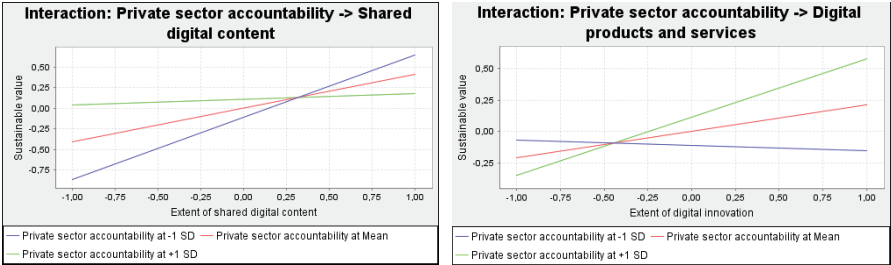 Interaction: Private sector accountability -> Shared
digital content
Sustainable value
0,50
0,25
0,00
-0,25
-0,50
-0,75
-1,00 -0,75 -0,50 -0,25 0,00 0,25 0,50 0,75 1,00
Extent of shared digital content
Private sector accountability at -1 SD Private sector accountability at Mean
Private sector accountability at +1 SD
Interaction: Private sector accountability -> Digital
products and services
Sustainable value
0,50
0,25
0,00
-0,25
-1,00 -0,75 -0,50 -0,25 0,00 0,25 0,50 0,75 1,00
Extent of digital innovation
Private sector accountability at -1 SD Private sector accountability at Mean
Private sector accountability at +1 SD